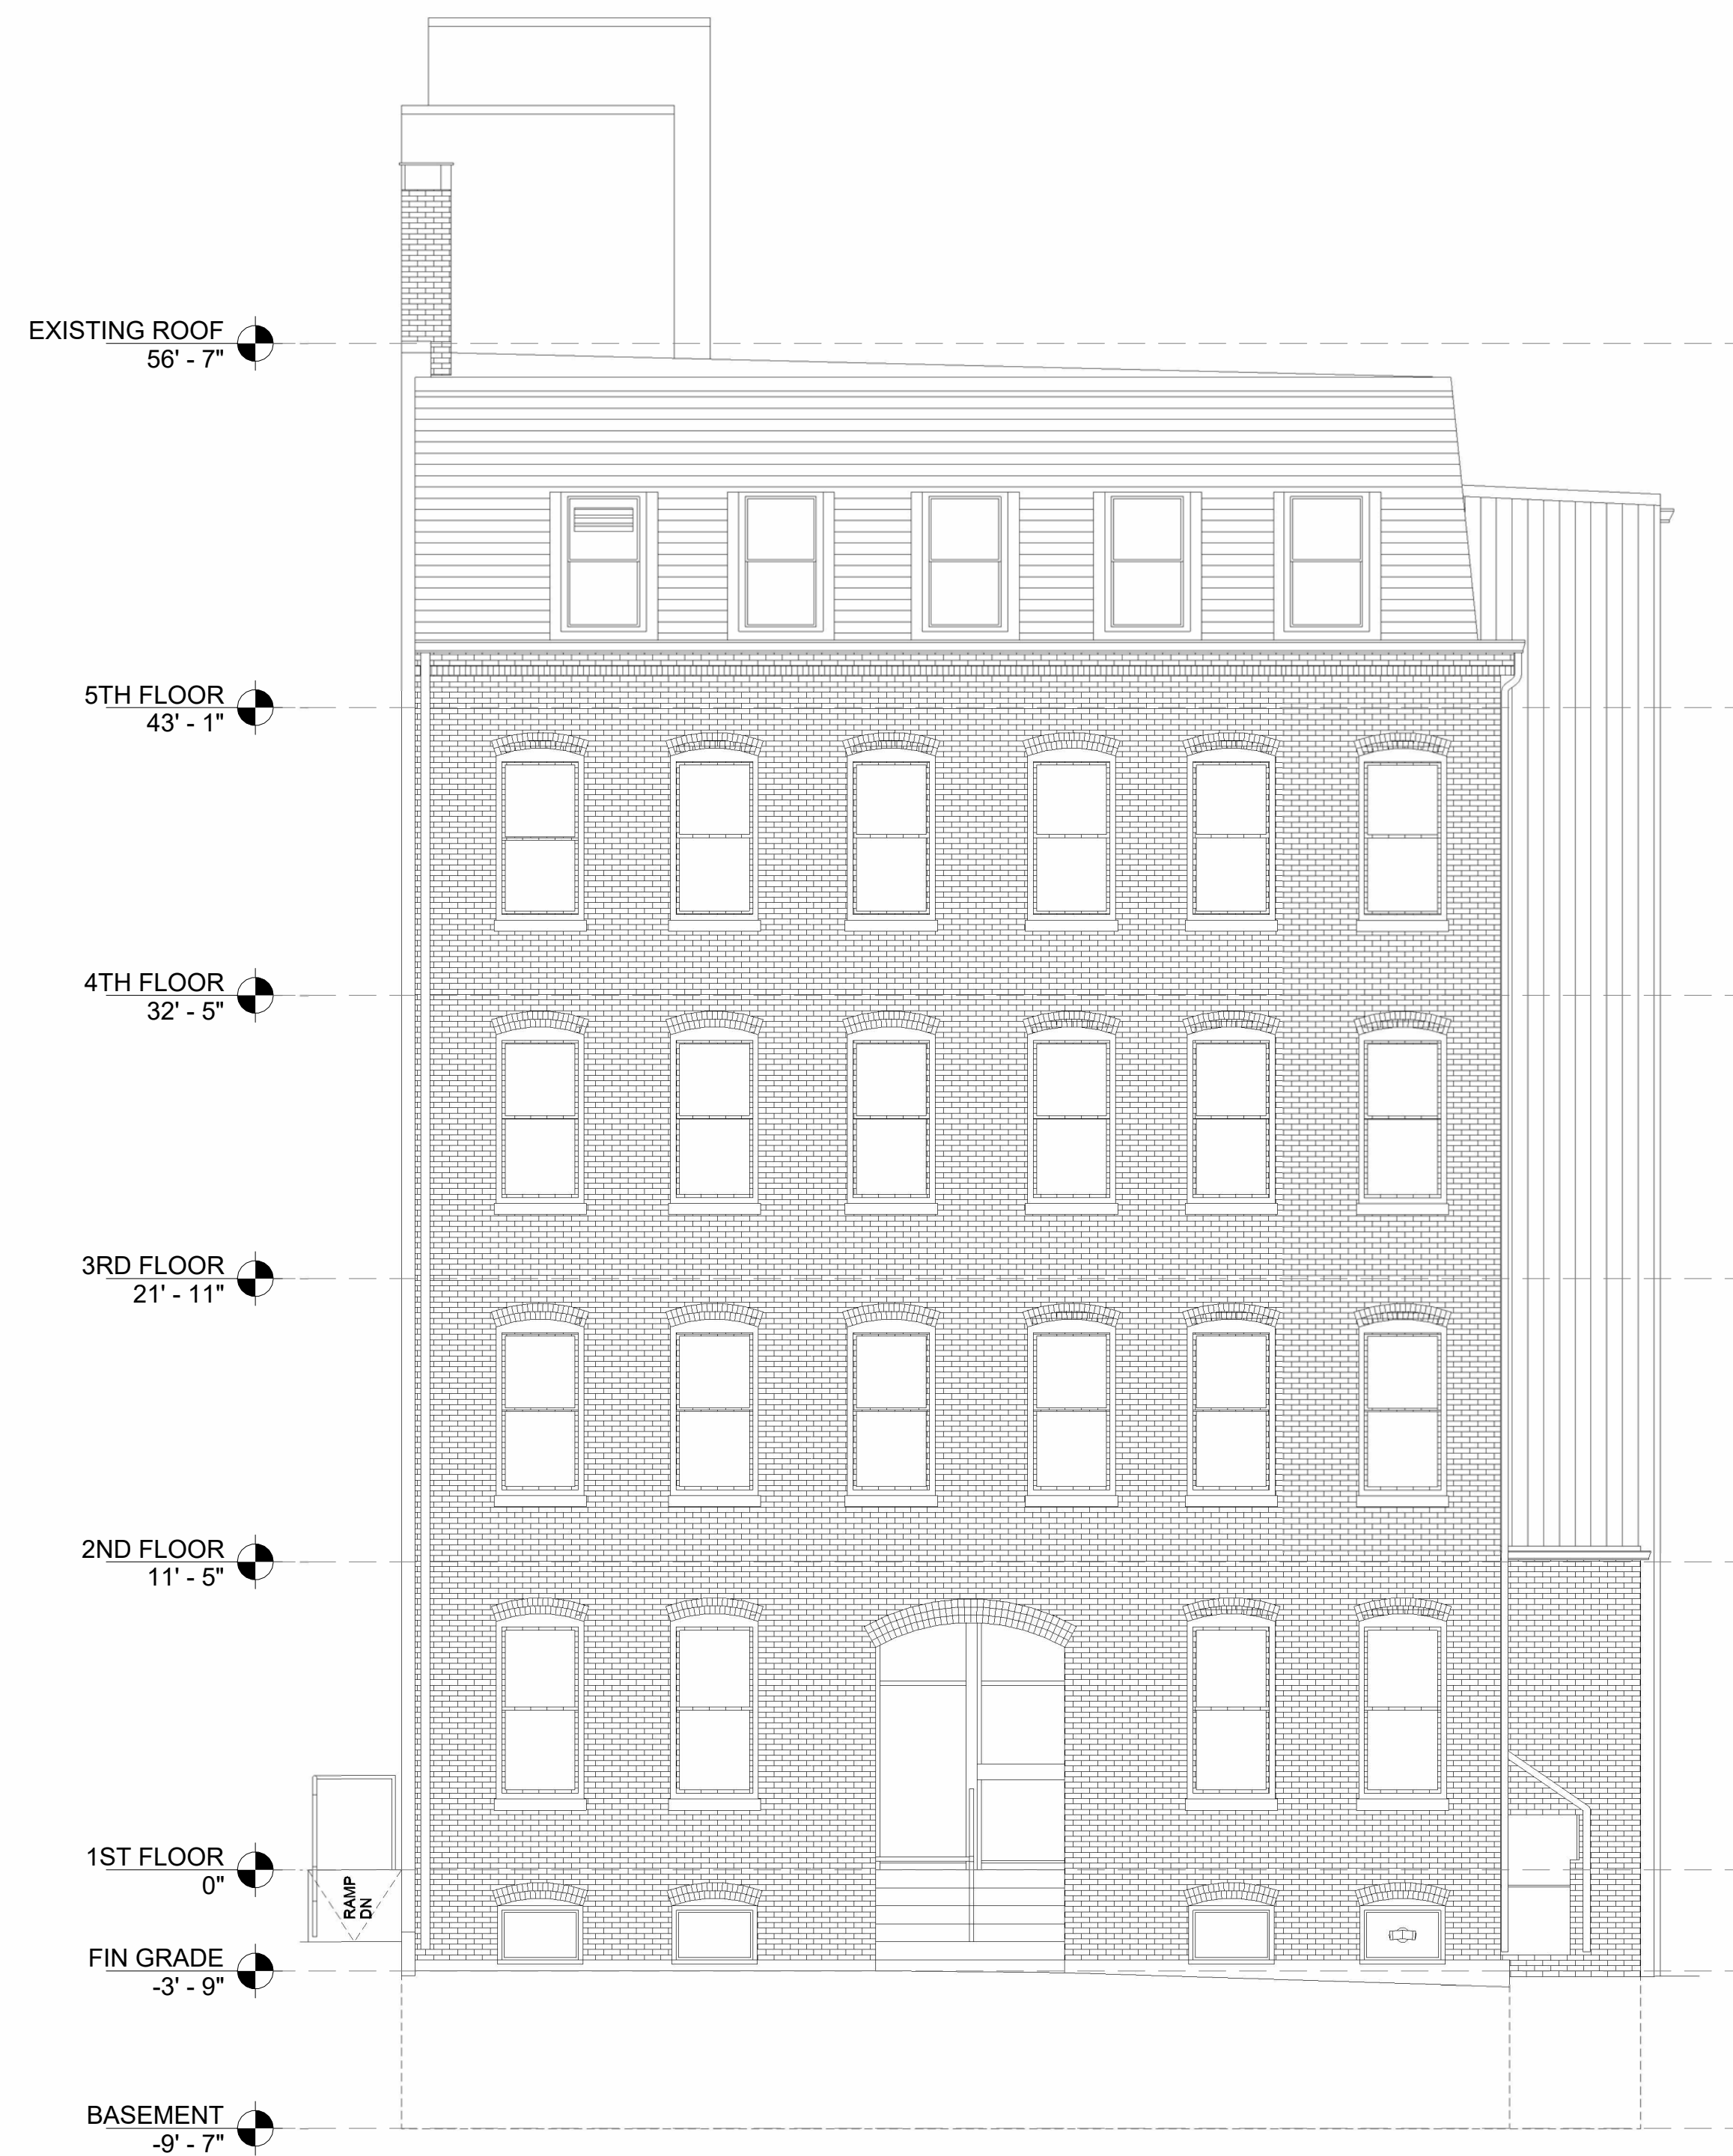 EXISTING ROOF
56' - 7"
5TH FLOOR
43' - 1"
4TH FLOOR
32' - 5"
3RD FLOOR
21' - 11"
2ND FLOOR
11' - 5"
1ST FLOOR
0"
RAMP
DN
FIN GRADE
-3' - 9"
BASEMENT
-9' - 7"